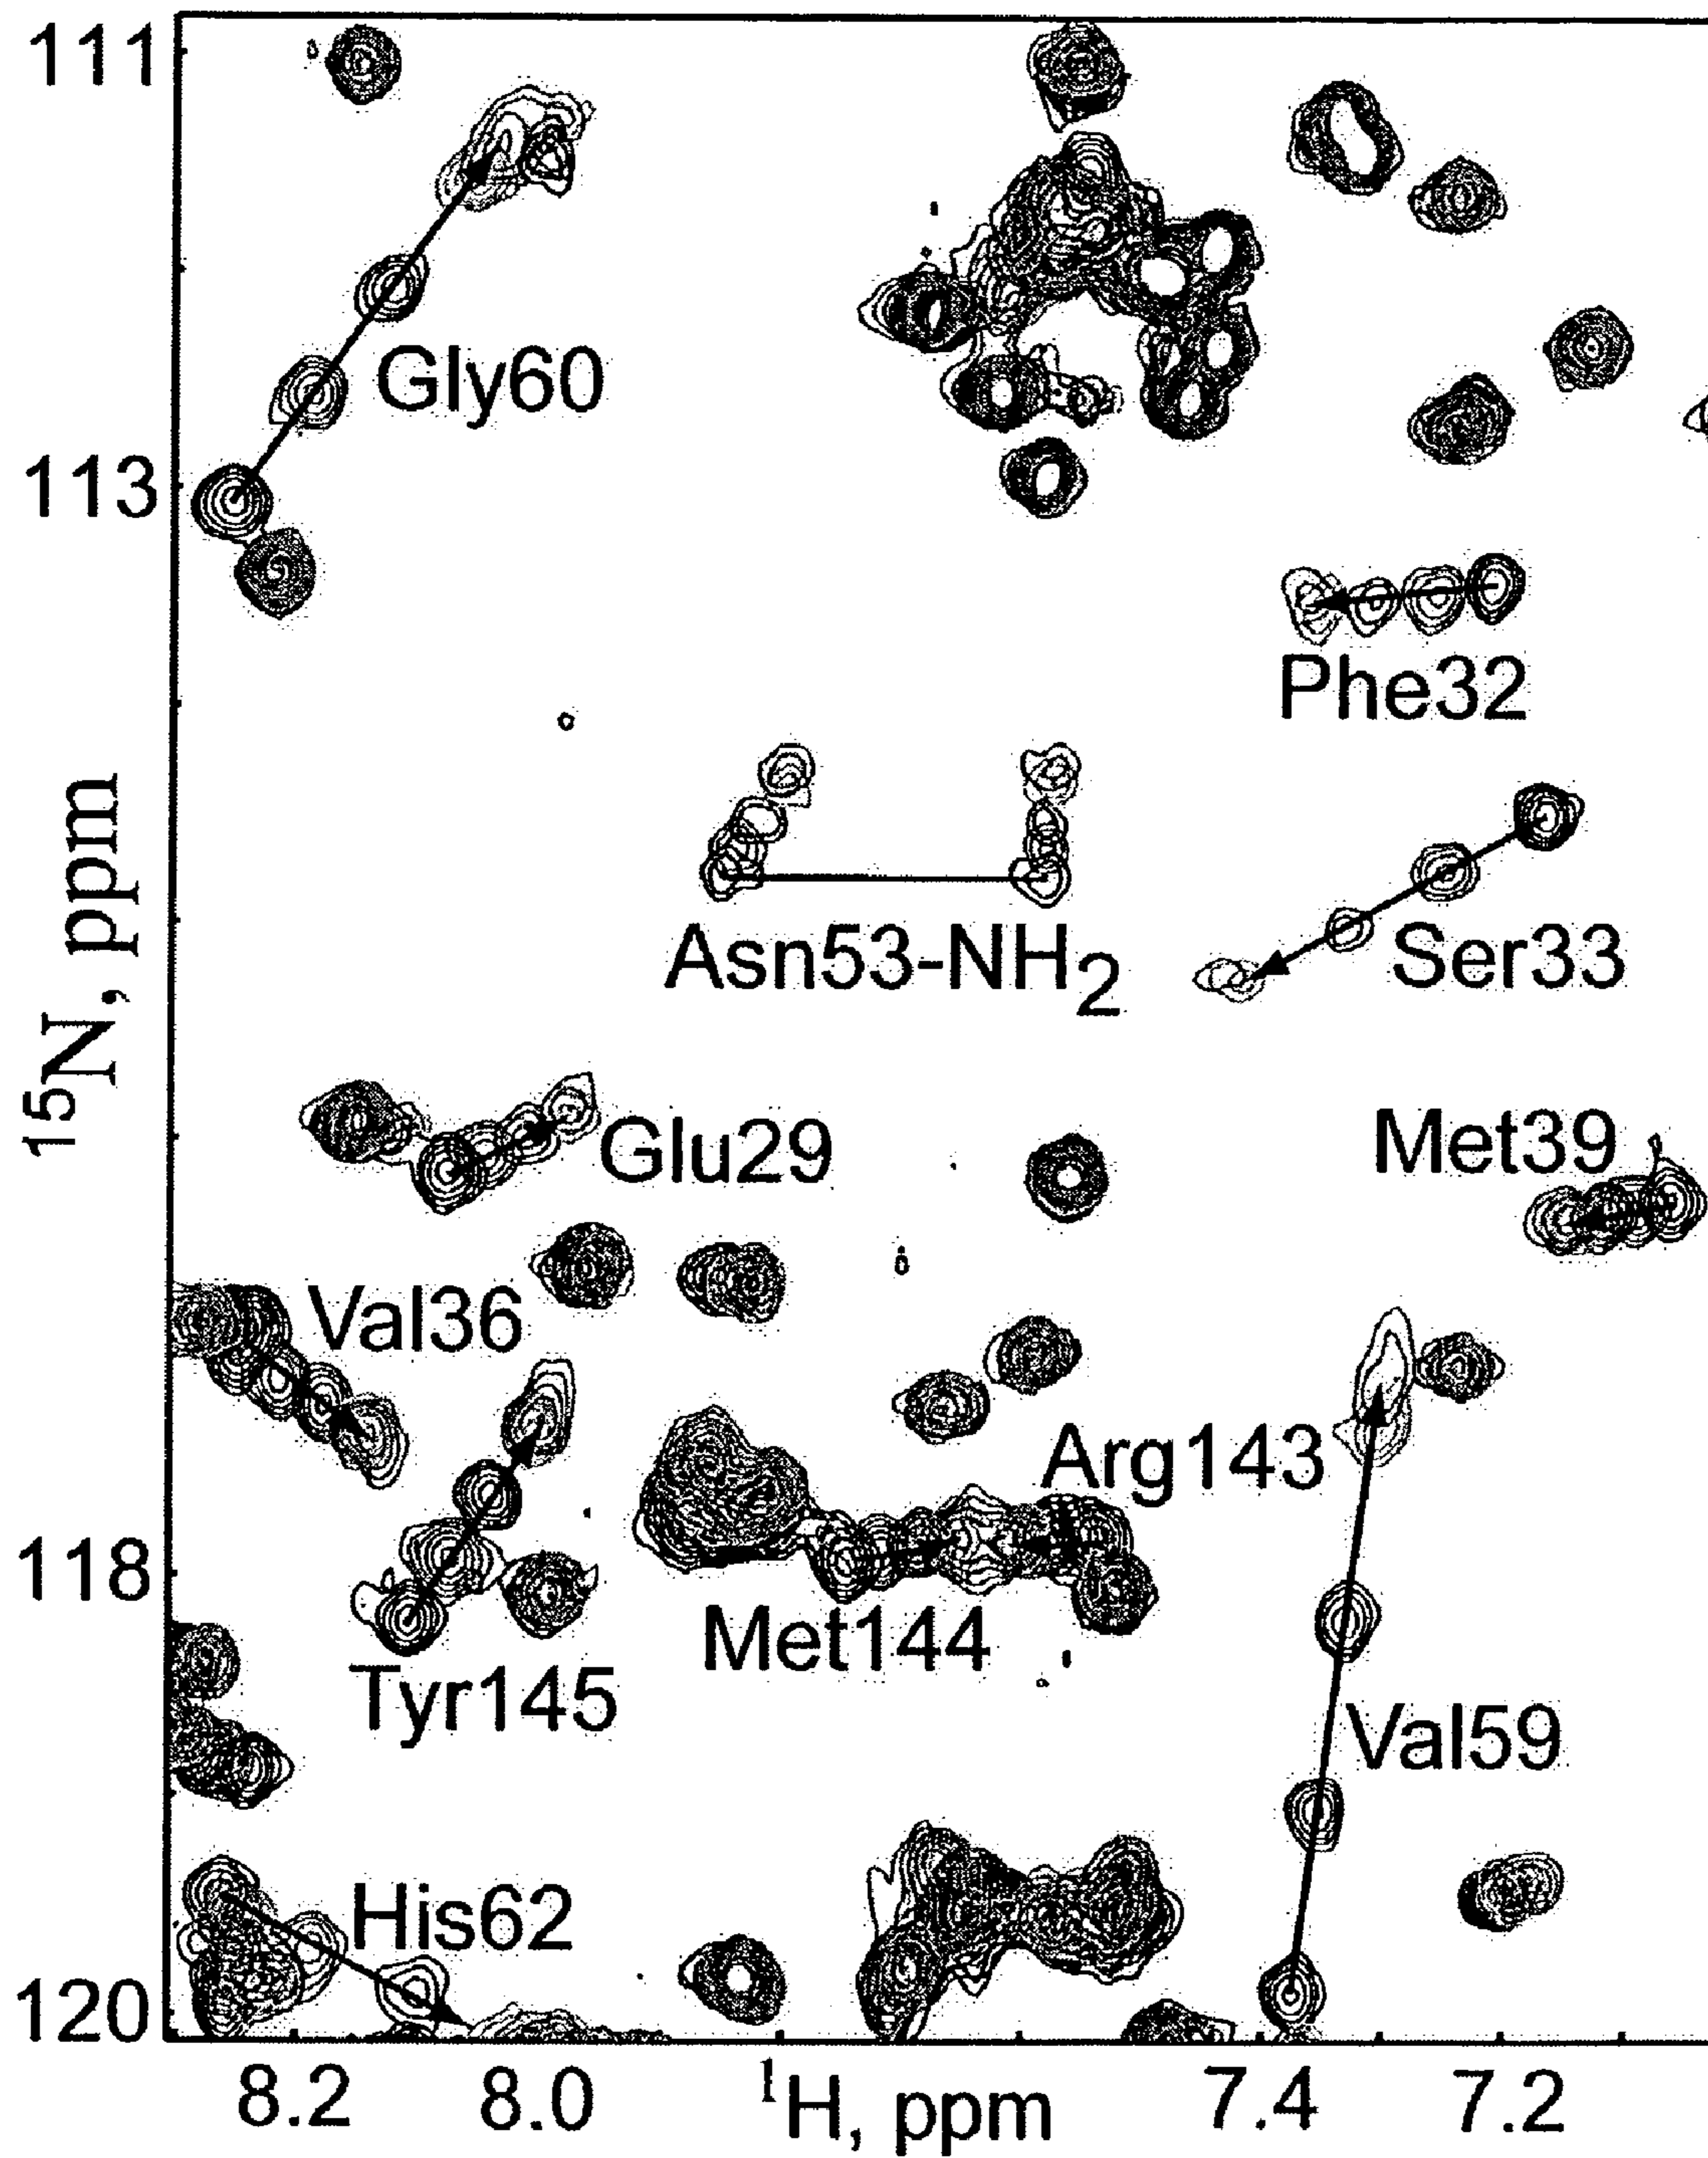 111
Gly60
113
Phe32
15N, ppm
Asn53-NH2
Ser33
Glu29
Met39
Val36
Arg143
118
Met144
Tyr145
Val59
His62
120
8.2 8.0 1H, ppm 7.4 7.2